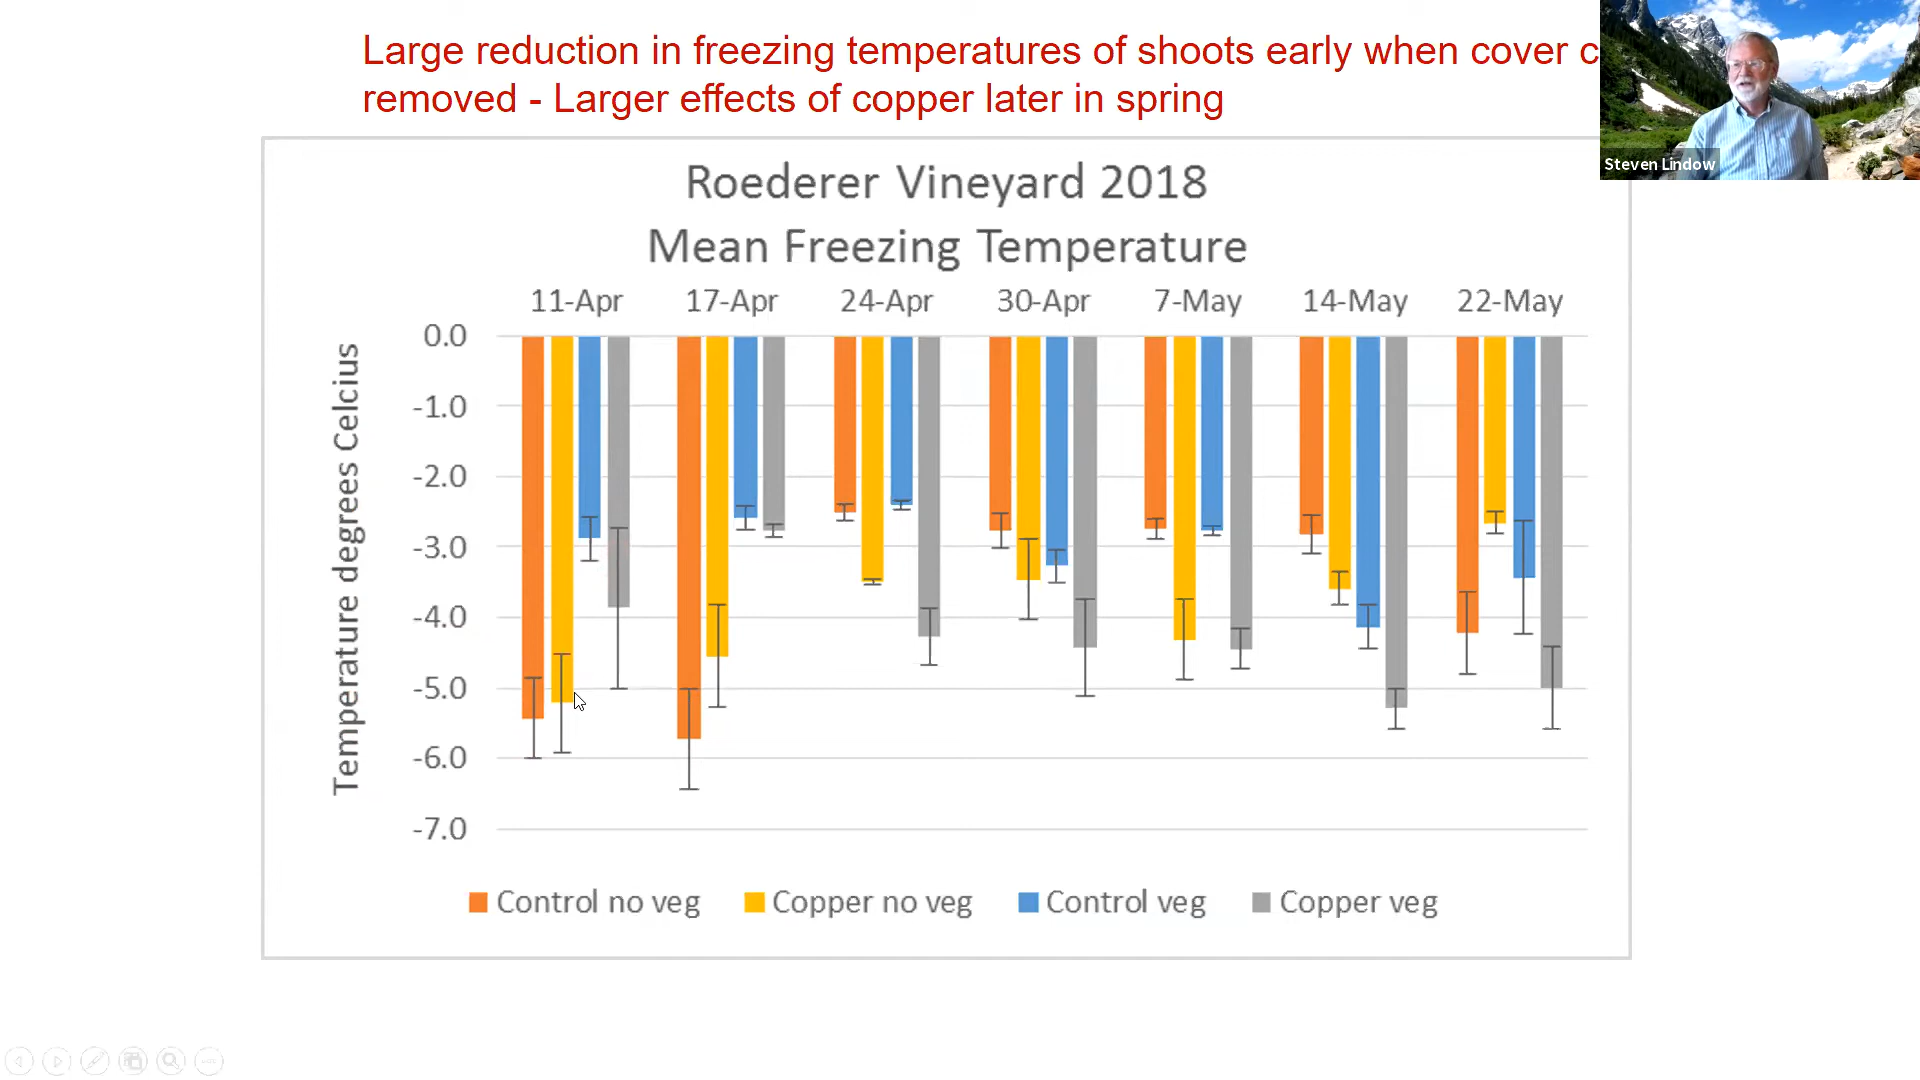 Large reduction in freezing temperatures of shoots early when cover
removed - Larger effects of copper later in spring
Steven Lindow
Roederer Vineyard 2018
Mean Freezing Temperature
11-Apr 17-Apr 24-Apr 30-Apr 7-May 14-May 22-May
Temperature degrees Celcius
0.0
-1.0
-2.0
-3.0
-4.0
-5.0
-6.0
-7.0
Control no veg Copper no veg Control veg Copper veg